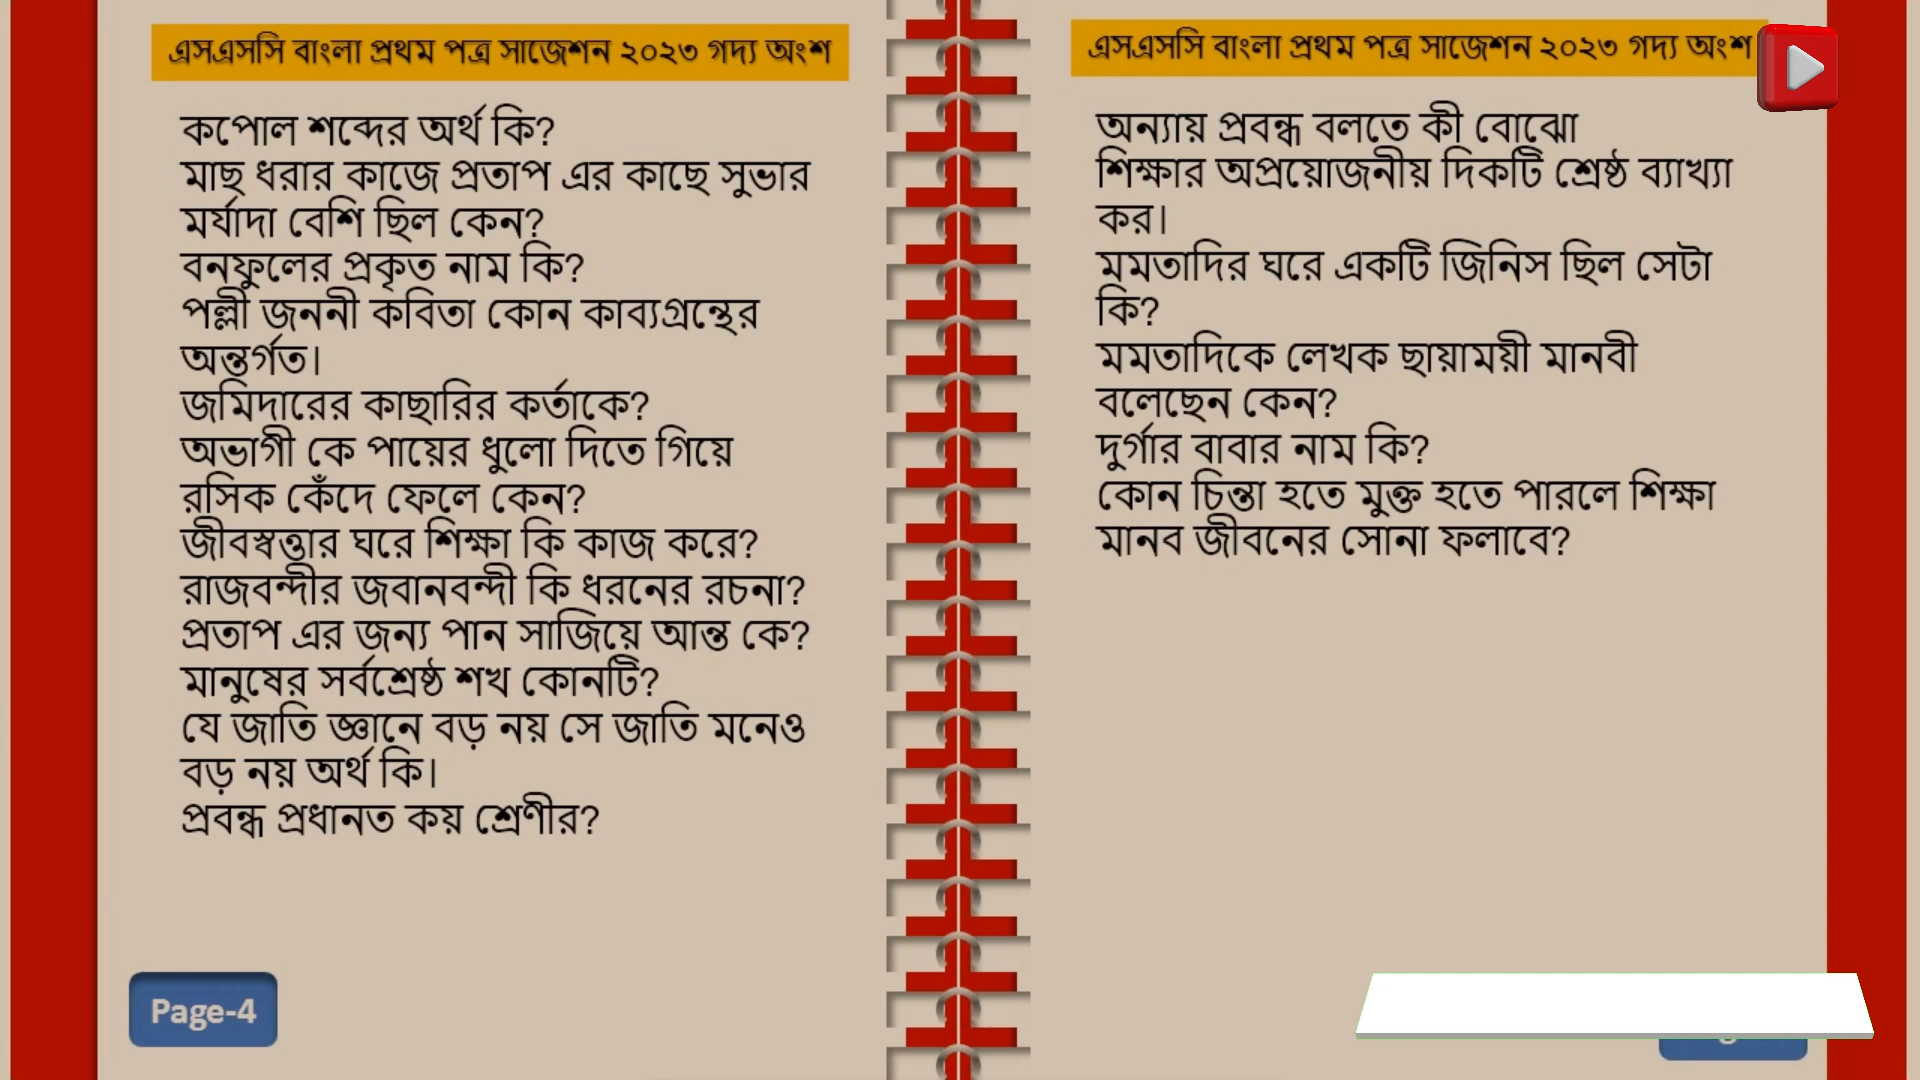 এসএসসি বাংলা প্রথম পত্র সাজেশন ২০২৩ গদ্য অংশ
কপোল শব্দের অর্থ কি?
মাছ ধরার কাজে প্রতাপ এর কাছে সুভার
মর্যাদা বেশি ছিল কেন?
বনফুলের প্রকৃত নাম কি?
পল্লী জননী কবিতা কোন কাব্যগ্রন্থের
অন্তর্গত।
জমিদারের কাছারির কর্তাকে?
অভাগী কে পায়ের ধুলো দিতে গিয়ে
রসিক কেঁদে ফেলে কেন?
জীবস্বত্তার ঘরে শিক্ষা কি কাজ করে?
রাজবন্দীর জবানবন্দী কি ধরনের রচনা?
প্রতাপ এর জন্য পান সাজিয়ে আন্ত কে?
মানুষের সর্বশ্রেষ্ঠ শখ কোনটি?
যে জাতি জ্ঞানে বড় নয় সে জাতি মনেও
বড় নয় অর্থ কি।
প্রবন্ধ প্রধানত কয় শ্রেণীর?
Page-4
এসএসসি বাংলা প্রথম পত্র সাজেশন ২০২৩ গদ্য অংশ
অন্যায় প্রবন্ধ বলতে কী বোঝো
শিক্ষার অপ্রয়োজনীয় দিকটি শ্রেষ্ঠ ব্যাখ্যা
কর।
মমতাদির ঘরে একটি জিনিস ছিল সেটা
কি?
মমতাদিকে লেখক ছায়াময়ী মানবী
বলেছেন কেন?
দুর্গার বাবার নাম কি?
কোন চিন্তা হতে মুক্ত হতে পারলে শিক্ষা
মানব জীবনের সোনা ফলাবে?